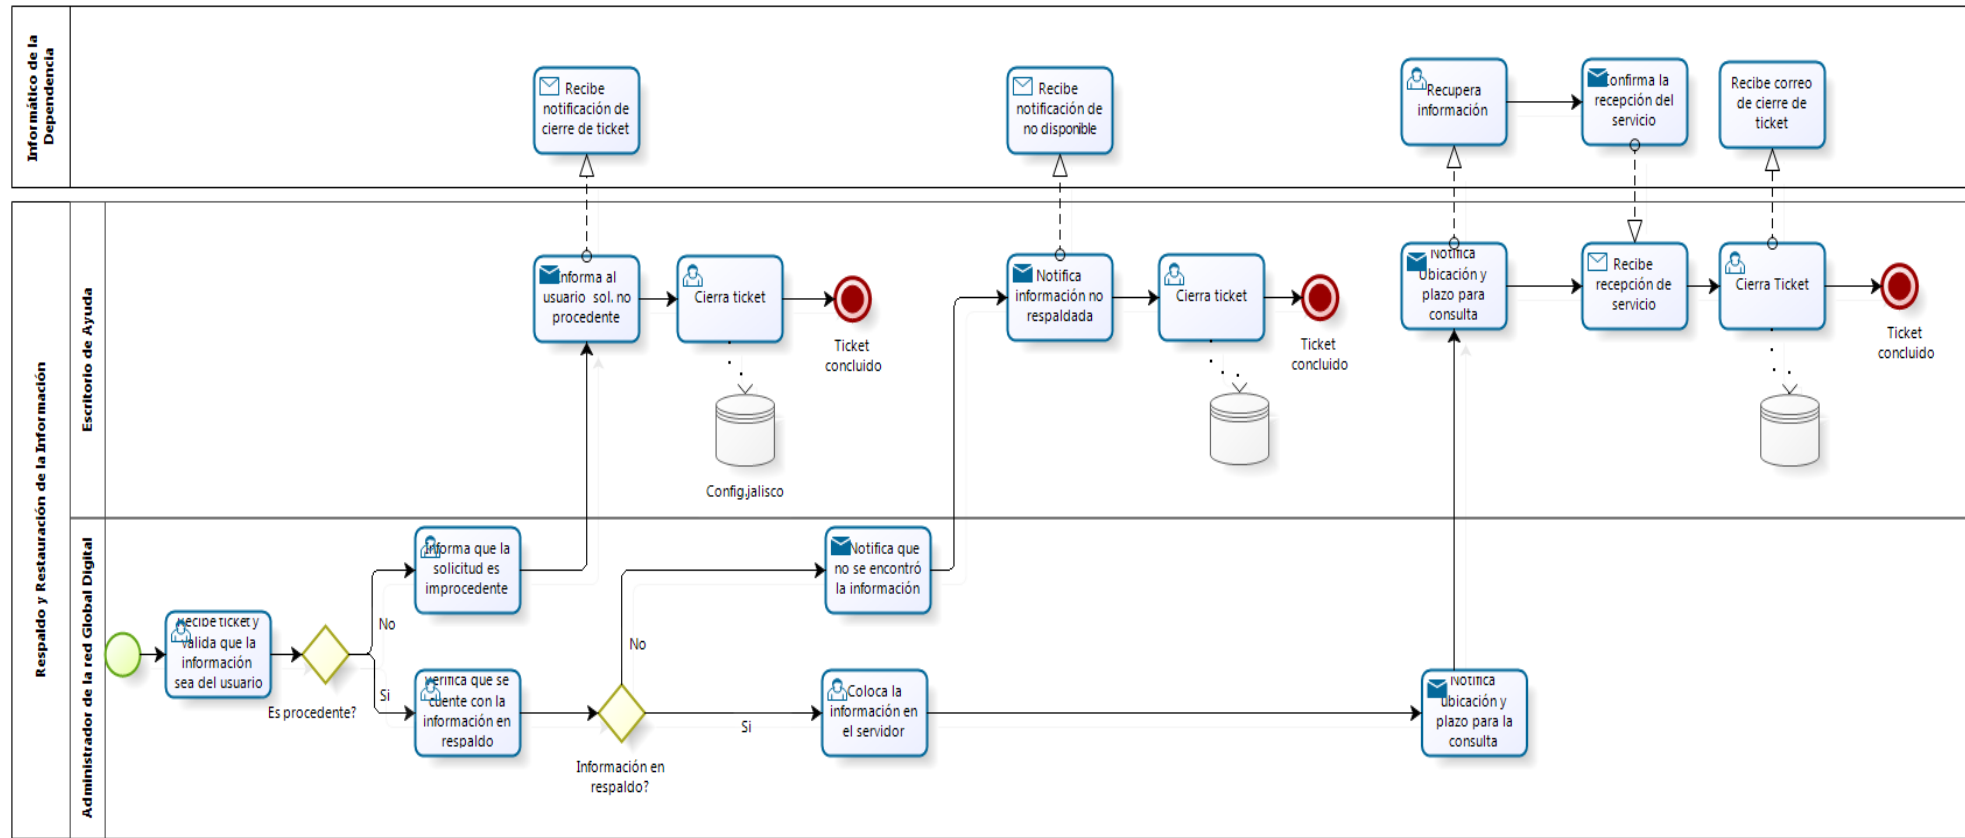 Informático de la
Dependencia
Recibe
notificación de
cierre de ticket
Recibe
notificación de
no disponible
Recupera
información
Confirma la
recepción del
servicio
Recibe correo
de cierre de
ticket
Respaldo y Restauración de la Información
Escritorio de Ayuda
Informa al
usuario sol. no
procedente
Cierra ticket
Ticket
concluido
Config.jalisco
Notifica
información no
respaldada
Cierra ticket
Ticket
concluido
Notifica
Ubicación y
plazo para
consulta
Recibe
recepción de
servicio
Cierra Ticket
Ticket
concluido
Administrador de la red Global Digital
Recibe ticket y
valida que la
información
sea del usuario
Es procedente?
No
Si
Informa que la
solicitud es
improcedente
Verifica que se
cuente con la
información en
respaldo
Información en
respaldo?
No
Si
Notifica que
no se encontró
la información
Coloca la
información en
el servidor
Notifica
ubicación y
plazo para la
consulta